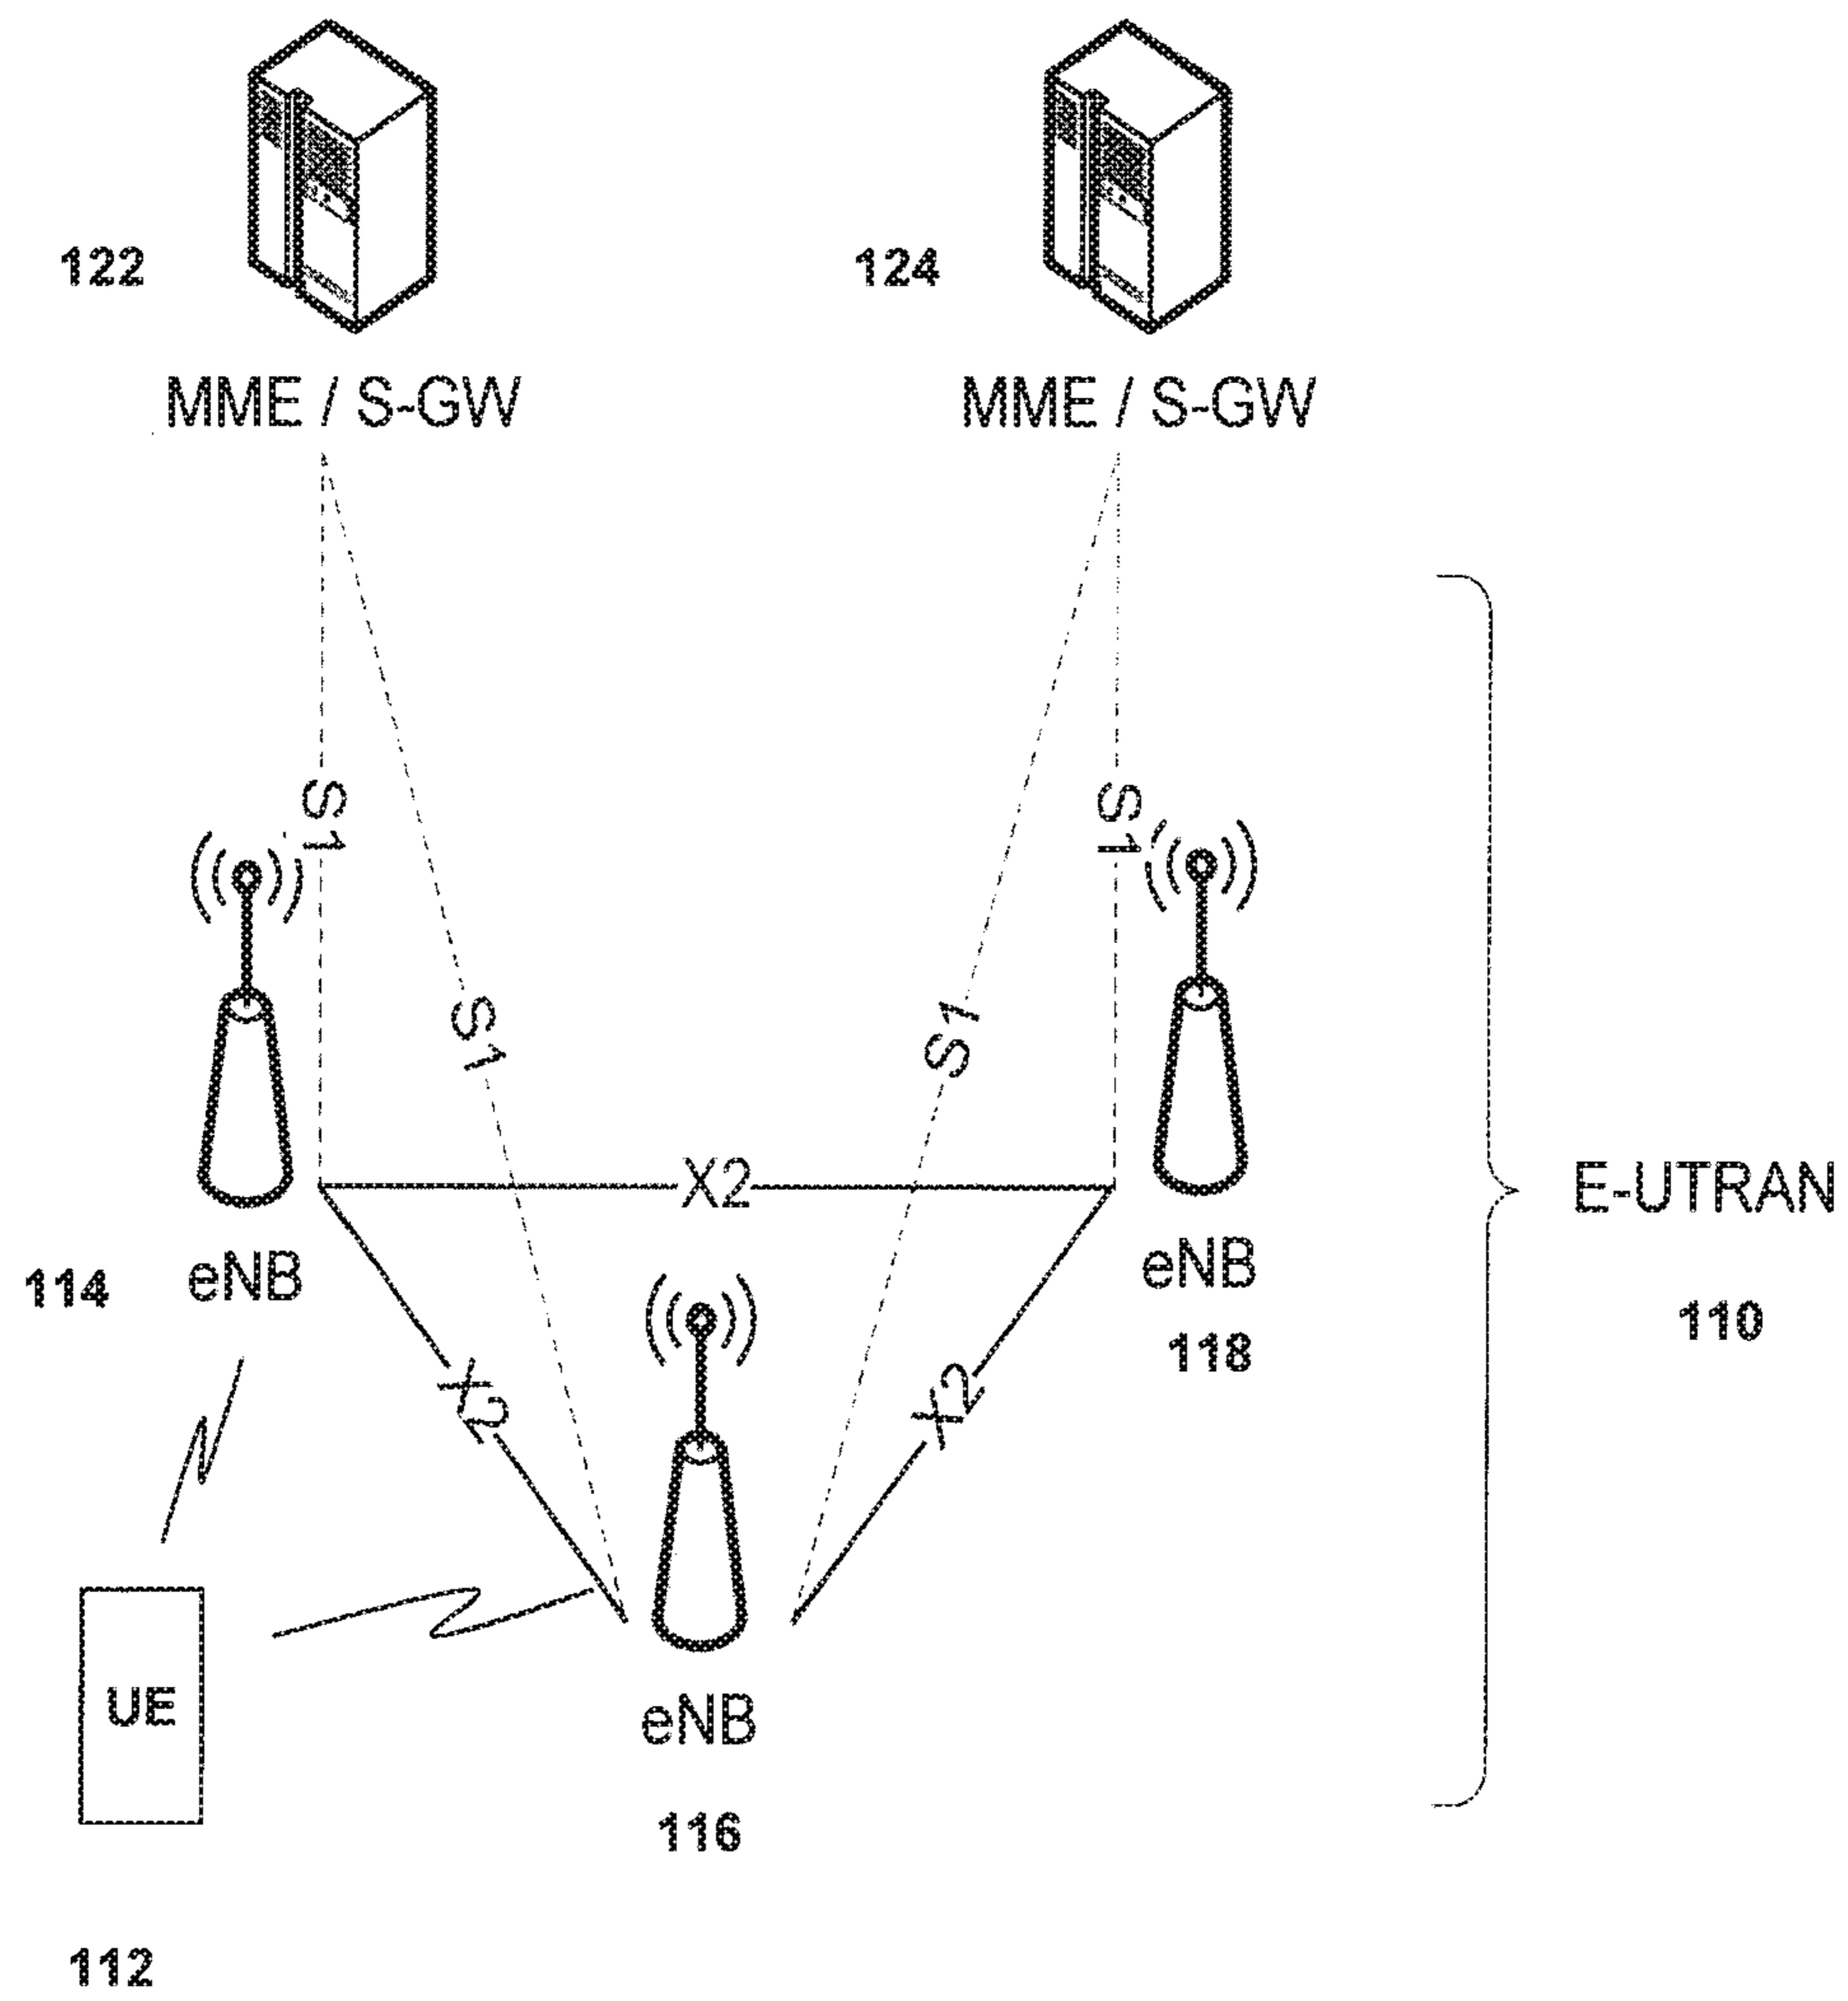 122
124
MME / S-GW
MME / S-GW
S1
S1
S1
S1
X2
E-UTRAN
eNB
114
eNB
110
118
X2
X2
UE
eNB
116
112